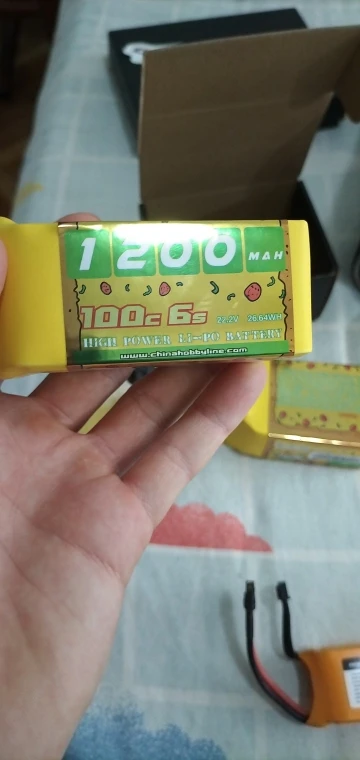 1200 MAH
100c 6s 22.2V 26.64WH
HIGH POWER LI-PO BATTERY
www.chinahobbyline.com